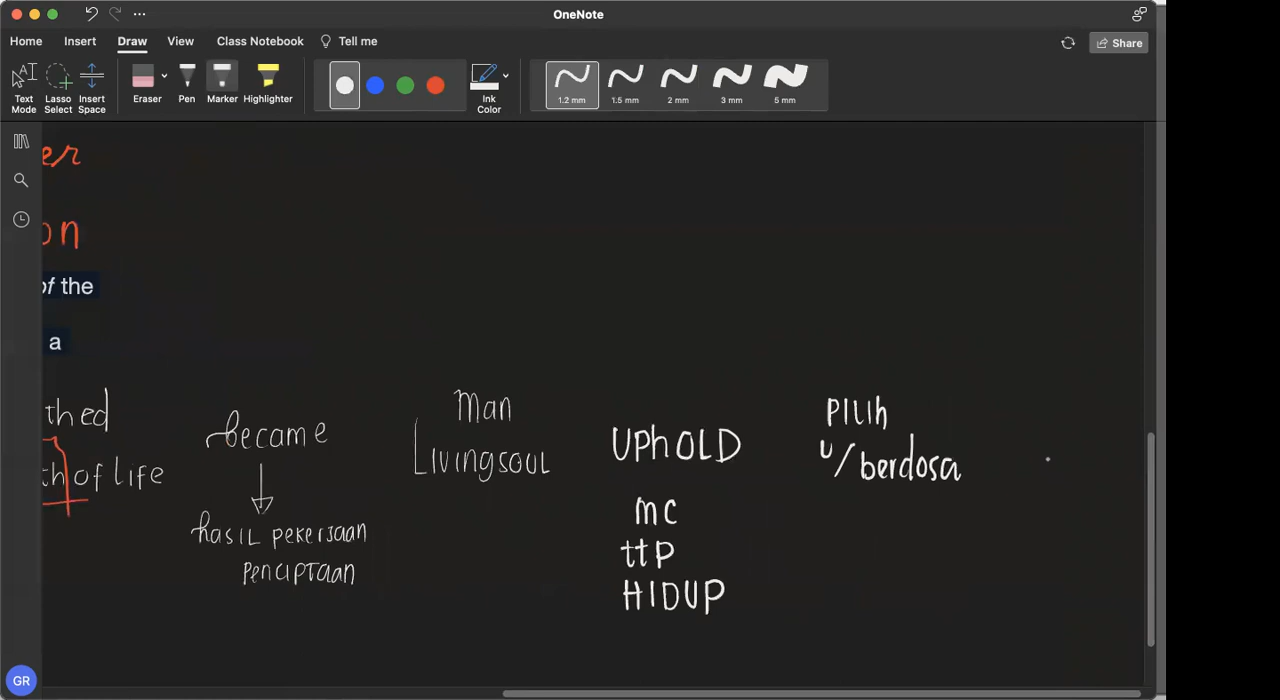 OneNote
Home Insert Draw View Class Notebook Tell me
Share
Text Mode
Lasso Select
Insert Space
Eraser
Pen
Marker
Highlighter
Ink Color
1.2 mm
1.5 mm
2 mm
3 mm
5 mm
er
on
of the
a
thed
th of life
became
hasil pekerjaan
penciptaan
Man
Livingsoul
UPhOLD
mc
ttp
HIDUP
PILIh
u/berdosa
GR